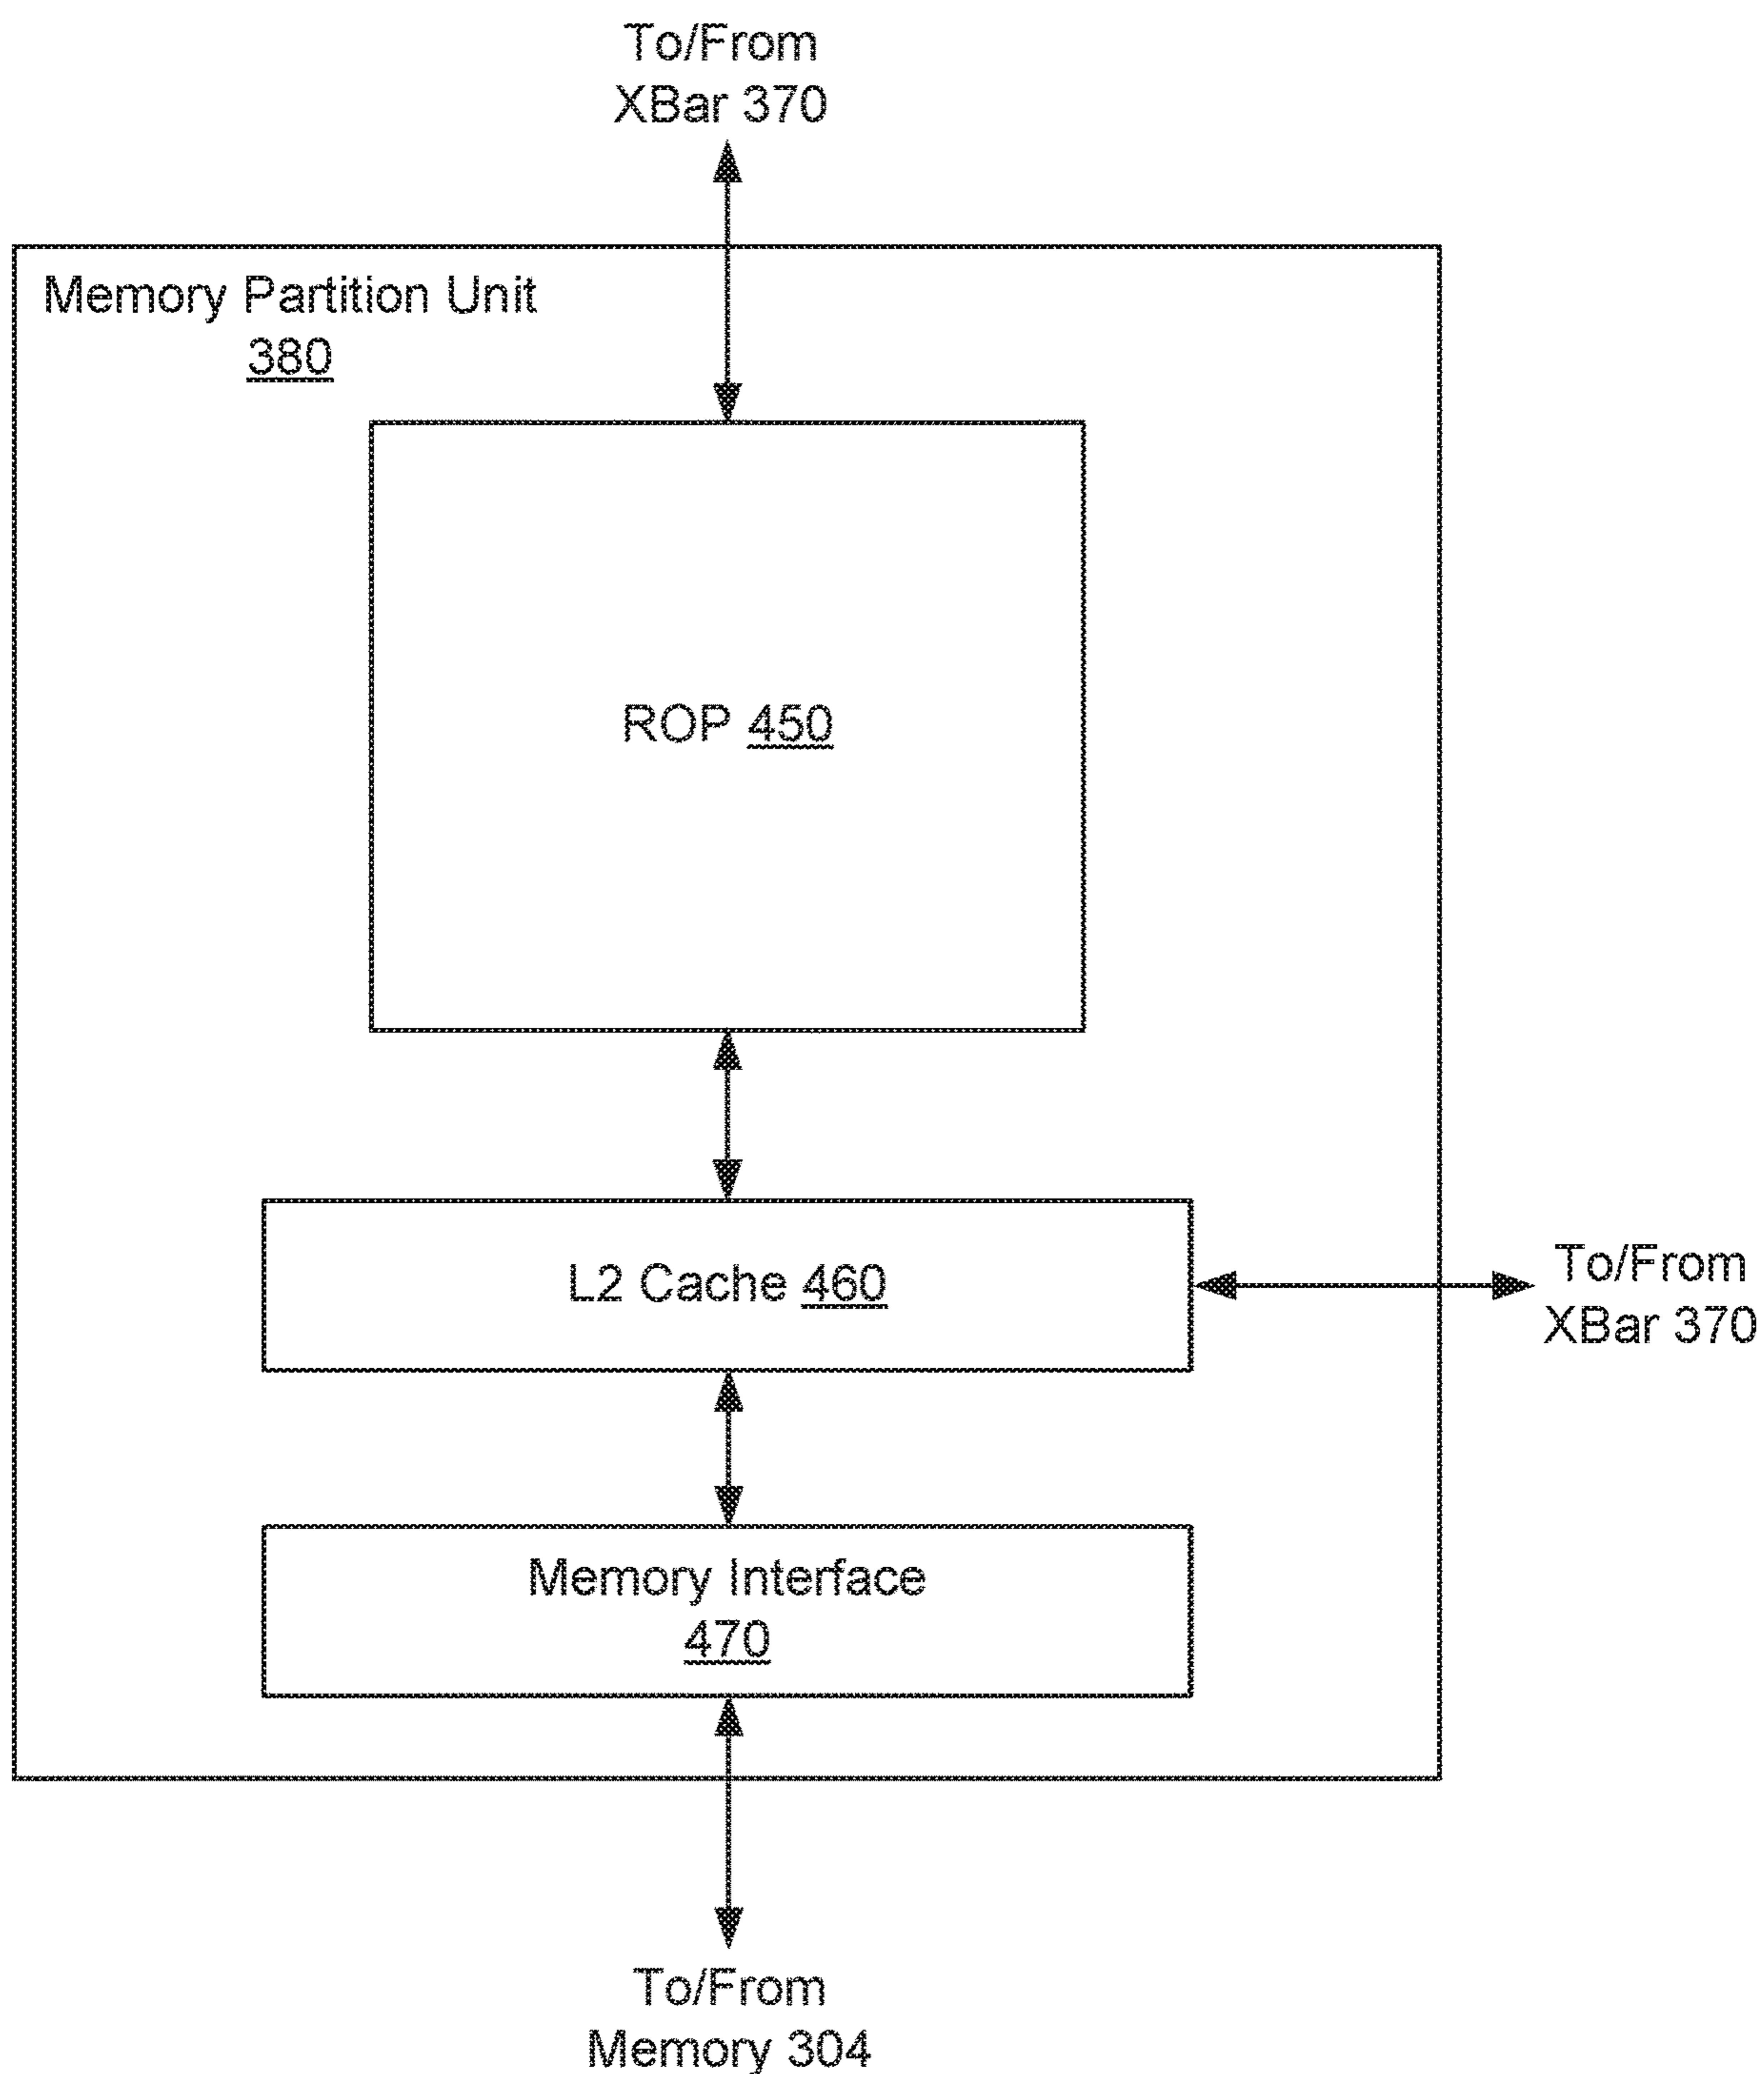 To/From
XBar 370
Memory Partition Unit
380
ROP 450
L2 Cache 460
To/From
XBar 370
Memory Interface
470
To/From
Memory 304